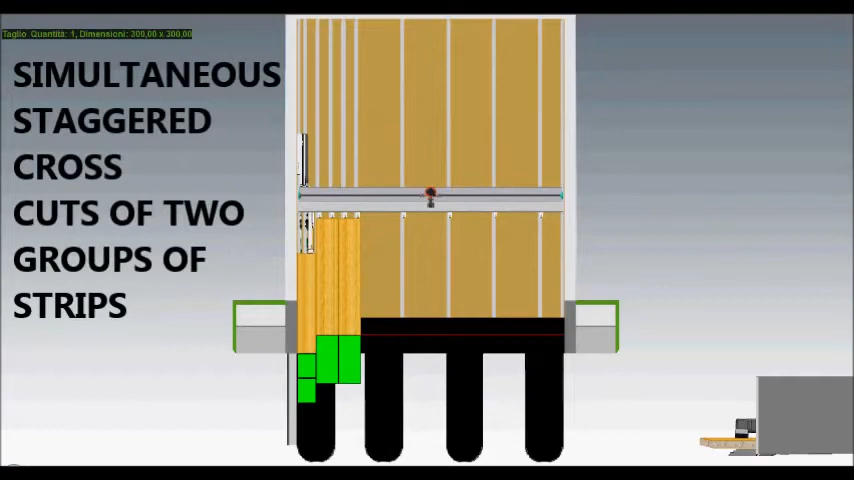 Taglio Quantità: 1, Dimensioni: 300,00 x 300,00
SIMULTANEOUS
STAGGERED
CROSS
CUTS OF TWO
GROUPS OF
STRIPS